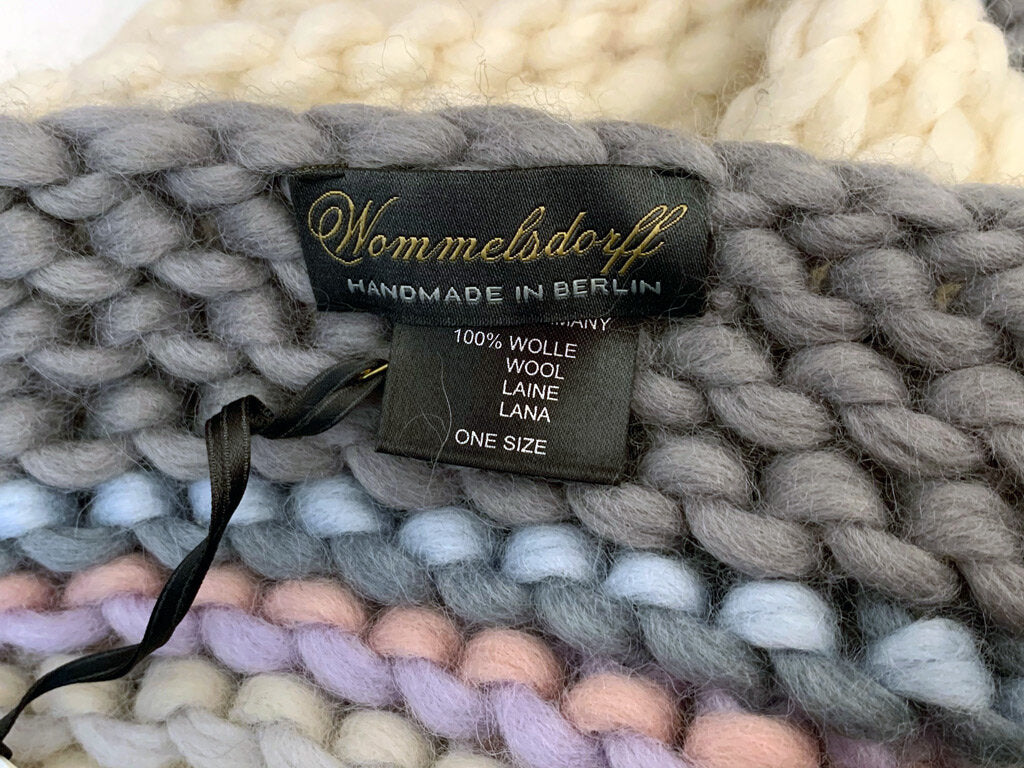 Wommelsdorff
HANDMADE IN BERLIN
100% WOLLE
WOOL
LAINE
LANA
ONE SIZE